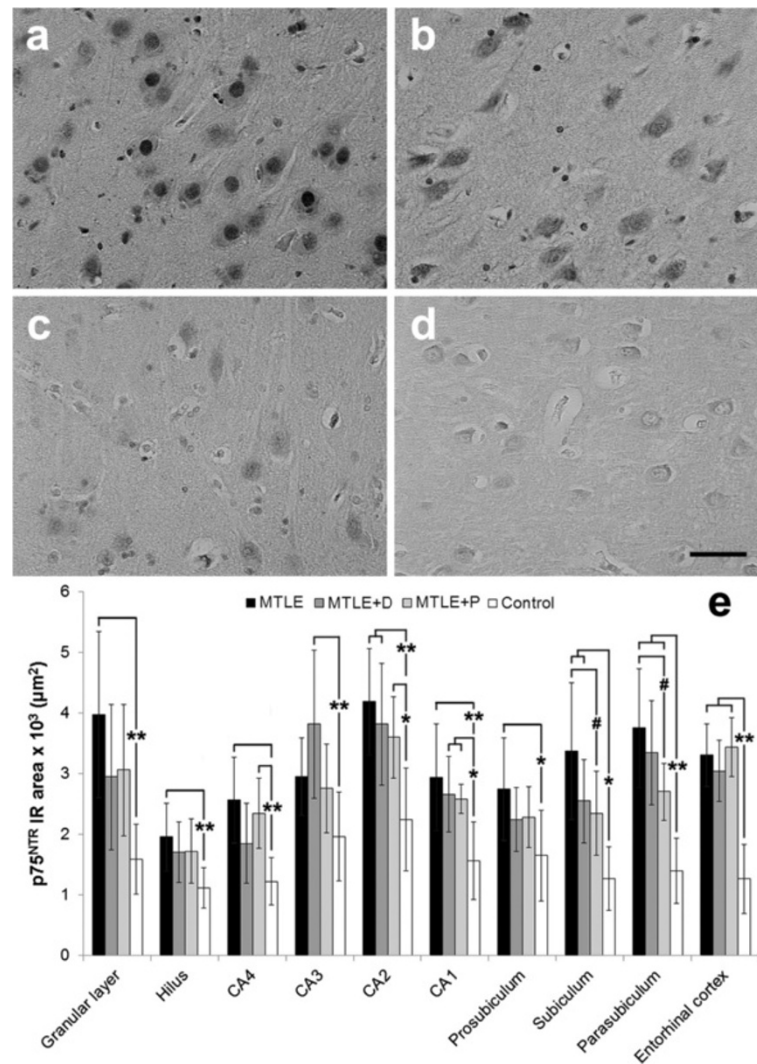 a
b
c
d
e
MTLE MTLE+D MTLE+P Control
p75NTR IR area x 10³ (µm²)
6
5
4
3
2
1
0
** ** ** ** ** * ** * * # * # ** **
Granular layer
Hilus
CA4
CA3
CA2
CA1
Prosubiculum
Subiculum
Parasubiculum
Entorhinal cortex